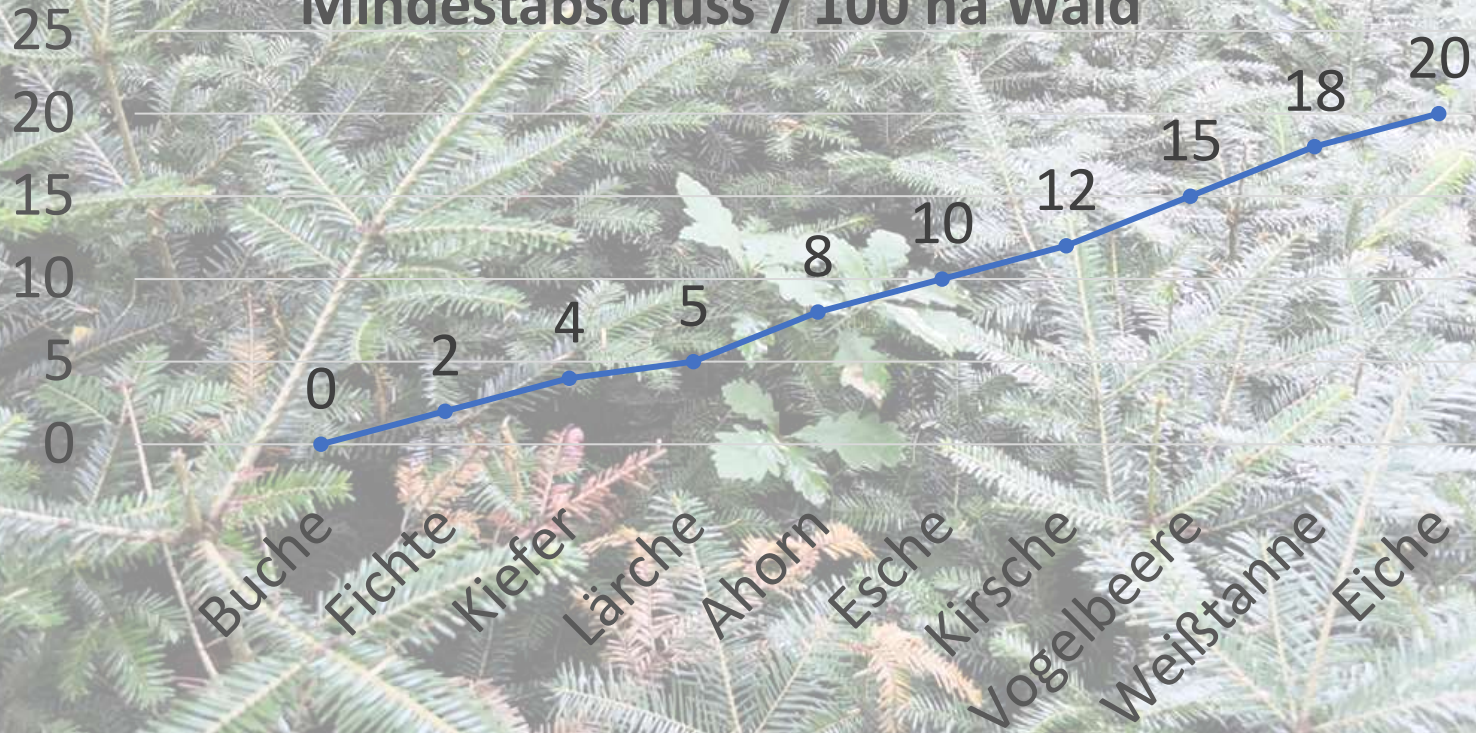 Mindestabschuss / 100 ha Wald
25
20
15
10
5
0
0
2
4
5
8
10
12
15
18
20
Buche
Fichte
Kiefer
Lärche
Ahorn
Esche
Kirsche
Vogelbeere
Weißtanne
Eiche